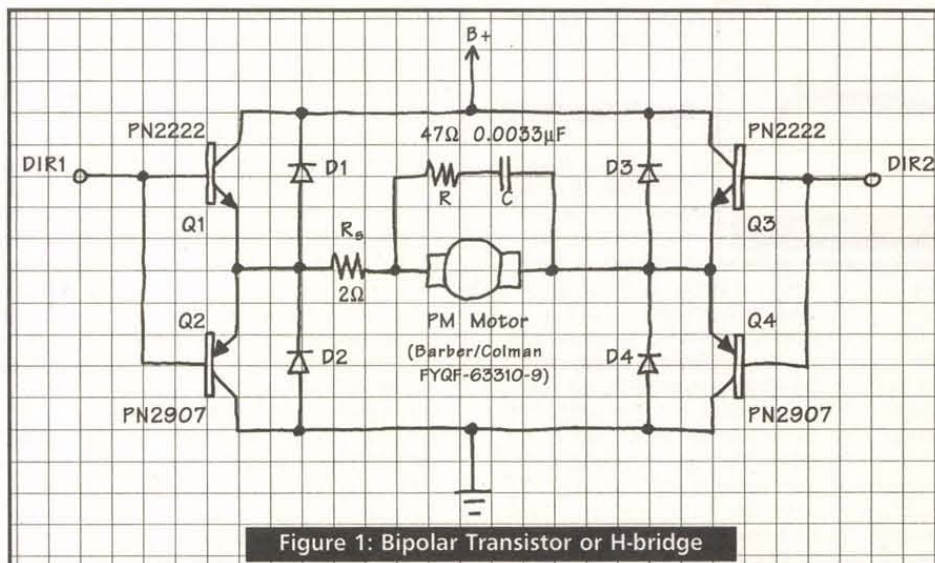 B+
PN2222
47Ω 0.0033μF
PN2222
DIR1
D1
R
C
D3
DIR2
Q1
Rs
Q3
2Ω
Q2
PM Motor
Q4
D2
(Barber/Colman
FYQF-63310-9)
D4
PN2907
PN2907
Figure 1: Bipolar Transistor or H-bridge